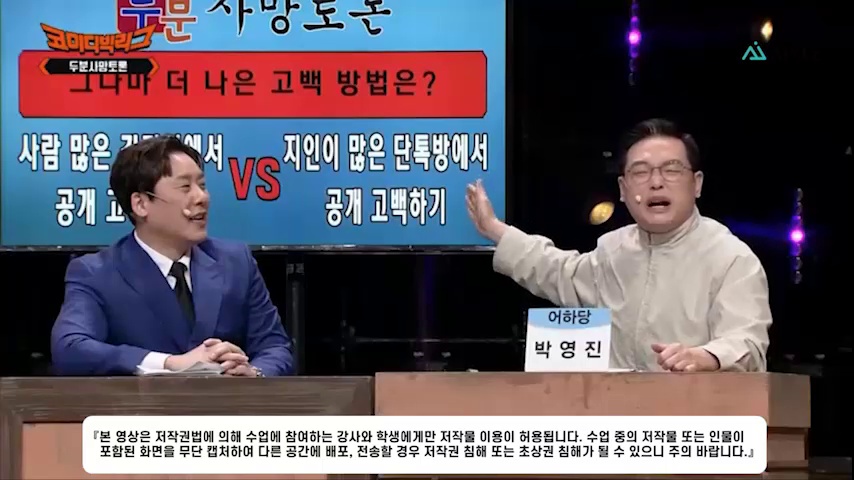 코미디빅리그
두분사망토론
두분 사망토론
그나마 더 나은 고백 방법은?
사람 많은
VS
지인이 많은 단톡방에서
공개
공개 고백하기
어하당
박영진
『본 영상은 저작권법에 의해 수업에 참여하는 강사와 학생에게만 저작물 이용이 허용됩니다. 수업 중의 저작물 또는 인물이
포함된 화면을 무단 캡처하여 다른 공간에 배포, 전송할 경우 저작권 침해 또는 초상권 침해가 될 수 있으니 주의 바랍니다.』